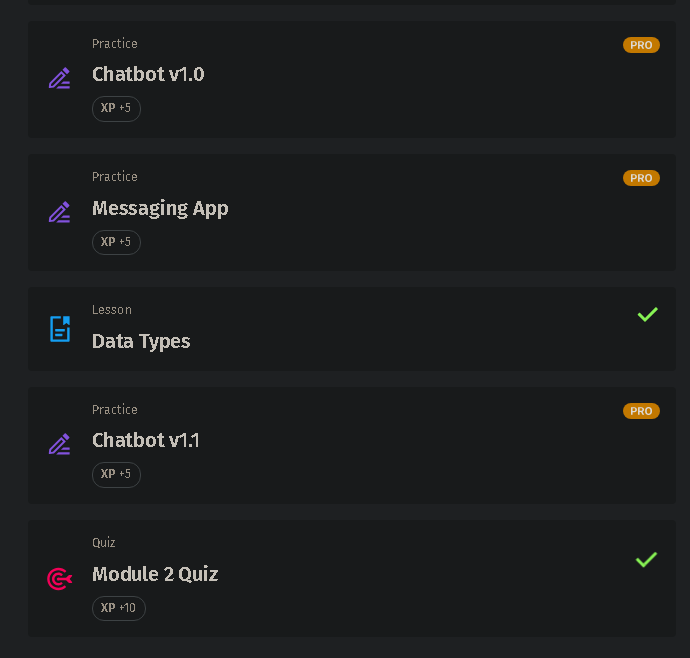 Practice
PRO
Chatbot v1.0
XP +5
Practice
PRO
Messaging App
XP +5
Lesson
Data Types
Practice
PRO
Chatbot v1.1
XP +5
Quiz
Module 2 Quiz
XP +10